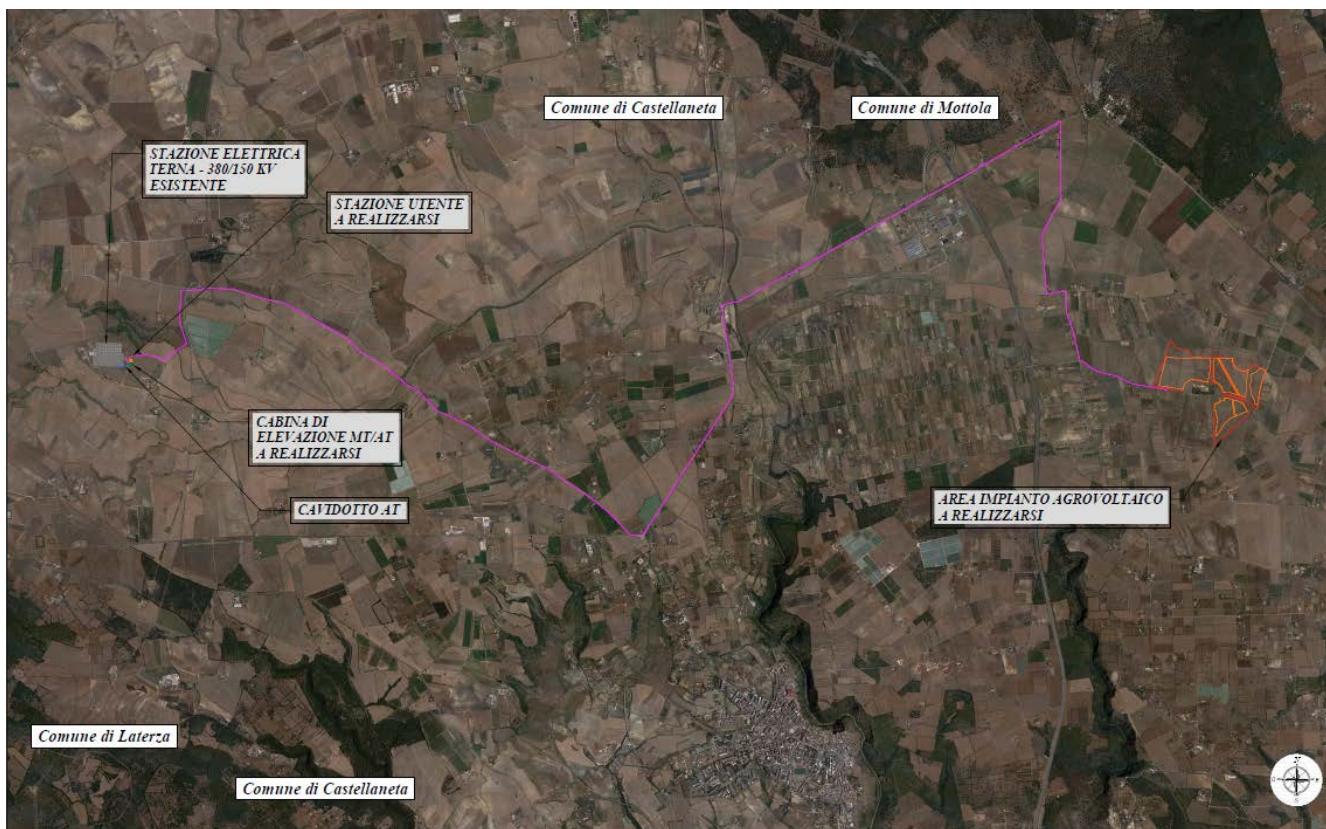 Comune di Castellaneta
Comune di Mottola
STAZIONE ELETTRICA
TERNA - 380/150 KV
ESISTENTE
STAZIONE UTENTE
A REALIZZARSI
CABINA DI
ELEVAZIONE MT/AT
A REALIZZARSI
CAVIDOTTO AT
AREA IMPIANTO AGROVOLTAICO
A REALIZZARSI
Comune di Laterza
Comune di Castellaneta